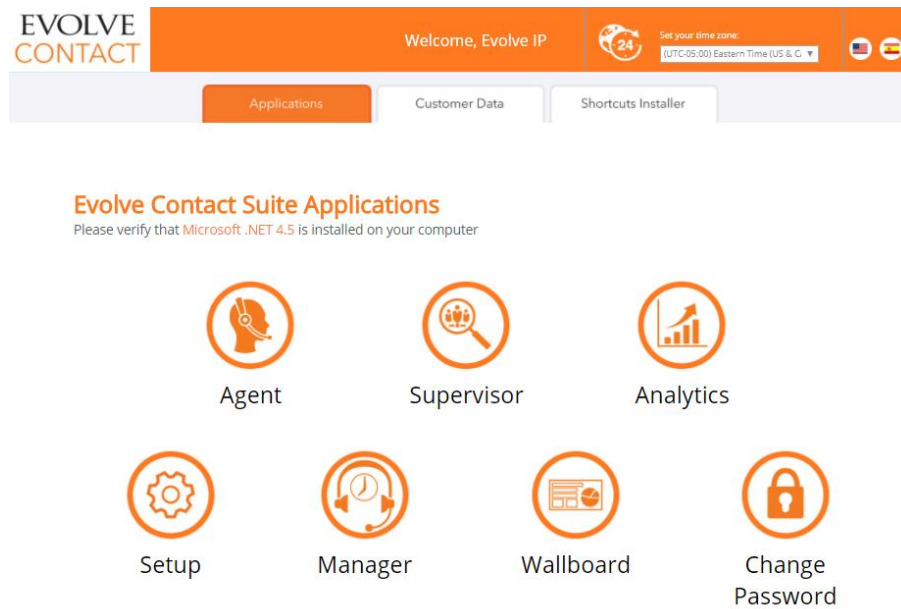 EVOLVE
CONTACT
Welcome, Evolve IP
24
Set your time zone:
(UTC-05:00) Eastern Time (US & Ca
Applications
Customer Data
Shortcuts Installer
Evolve Contact Suite Applications
Please verify that Microsoft .NET 4.5 is installed on your computer
Agent
Supervisor
Analytics
Setup
Manager
Wallboard
Change
Password